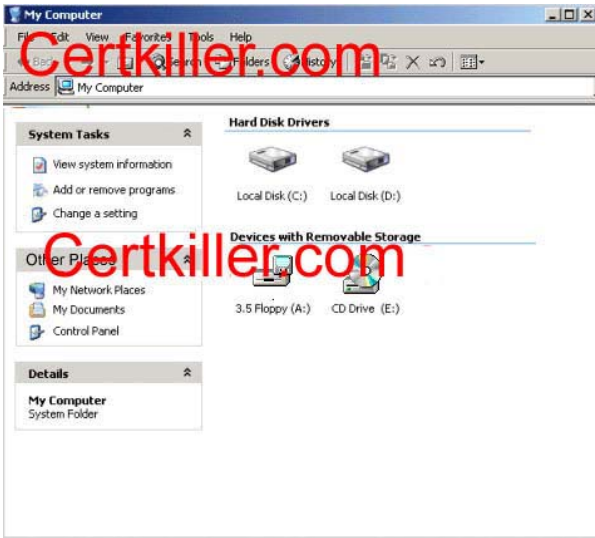 My Computer
File Edit View Favorites Tools Help
Certkiller.com
Back Search Folders History
Address My Computer
System Tasks
View system information
Add or remove programs
Change a setting
Hard Disk Drivers
Local Disk (C:) Local Disk (D:)
Devices with Removable Storage
Certkiller.com
Other Places
My Network Places
My Documents
Control Panel
3.5 Floppy (A:) CD Drive (E:)
Details
My Computer
System Folder